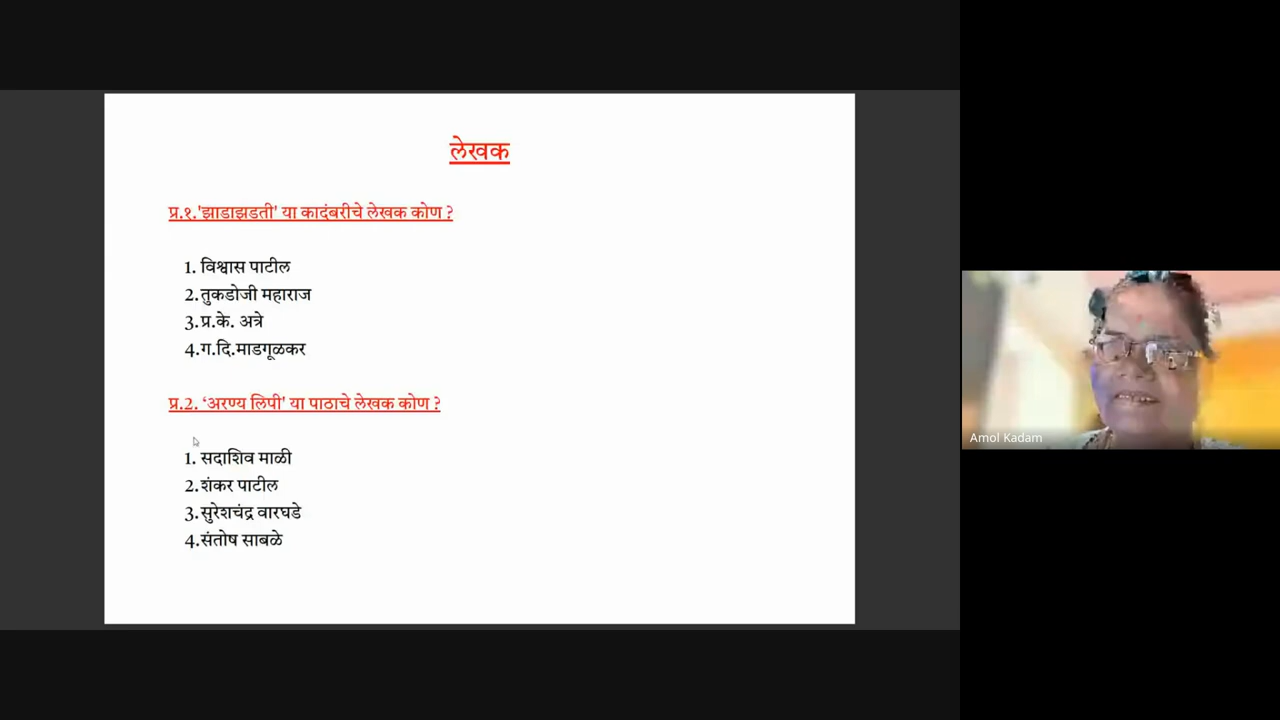 लेखक
प्र.१.'झाडाझडती' या कादंबरीचे लेखक कोण ?
1. विश्वास पाटील
2. तुकडोजी महाराज
3. प्र.के. अत्रे
4. ग.दि.माडगूळकर
प्र.2. ‘अरण्य लिपी' या पाठाचे लेखक कोण ?
1. सदाशिव माळी
2. शंकर पाटील
3. सुरेशचंद्र वारघडे
4. संतोष साबळे
Amol Kadam